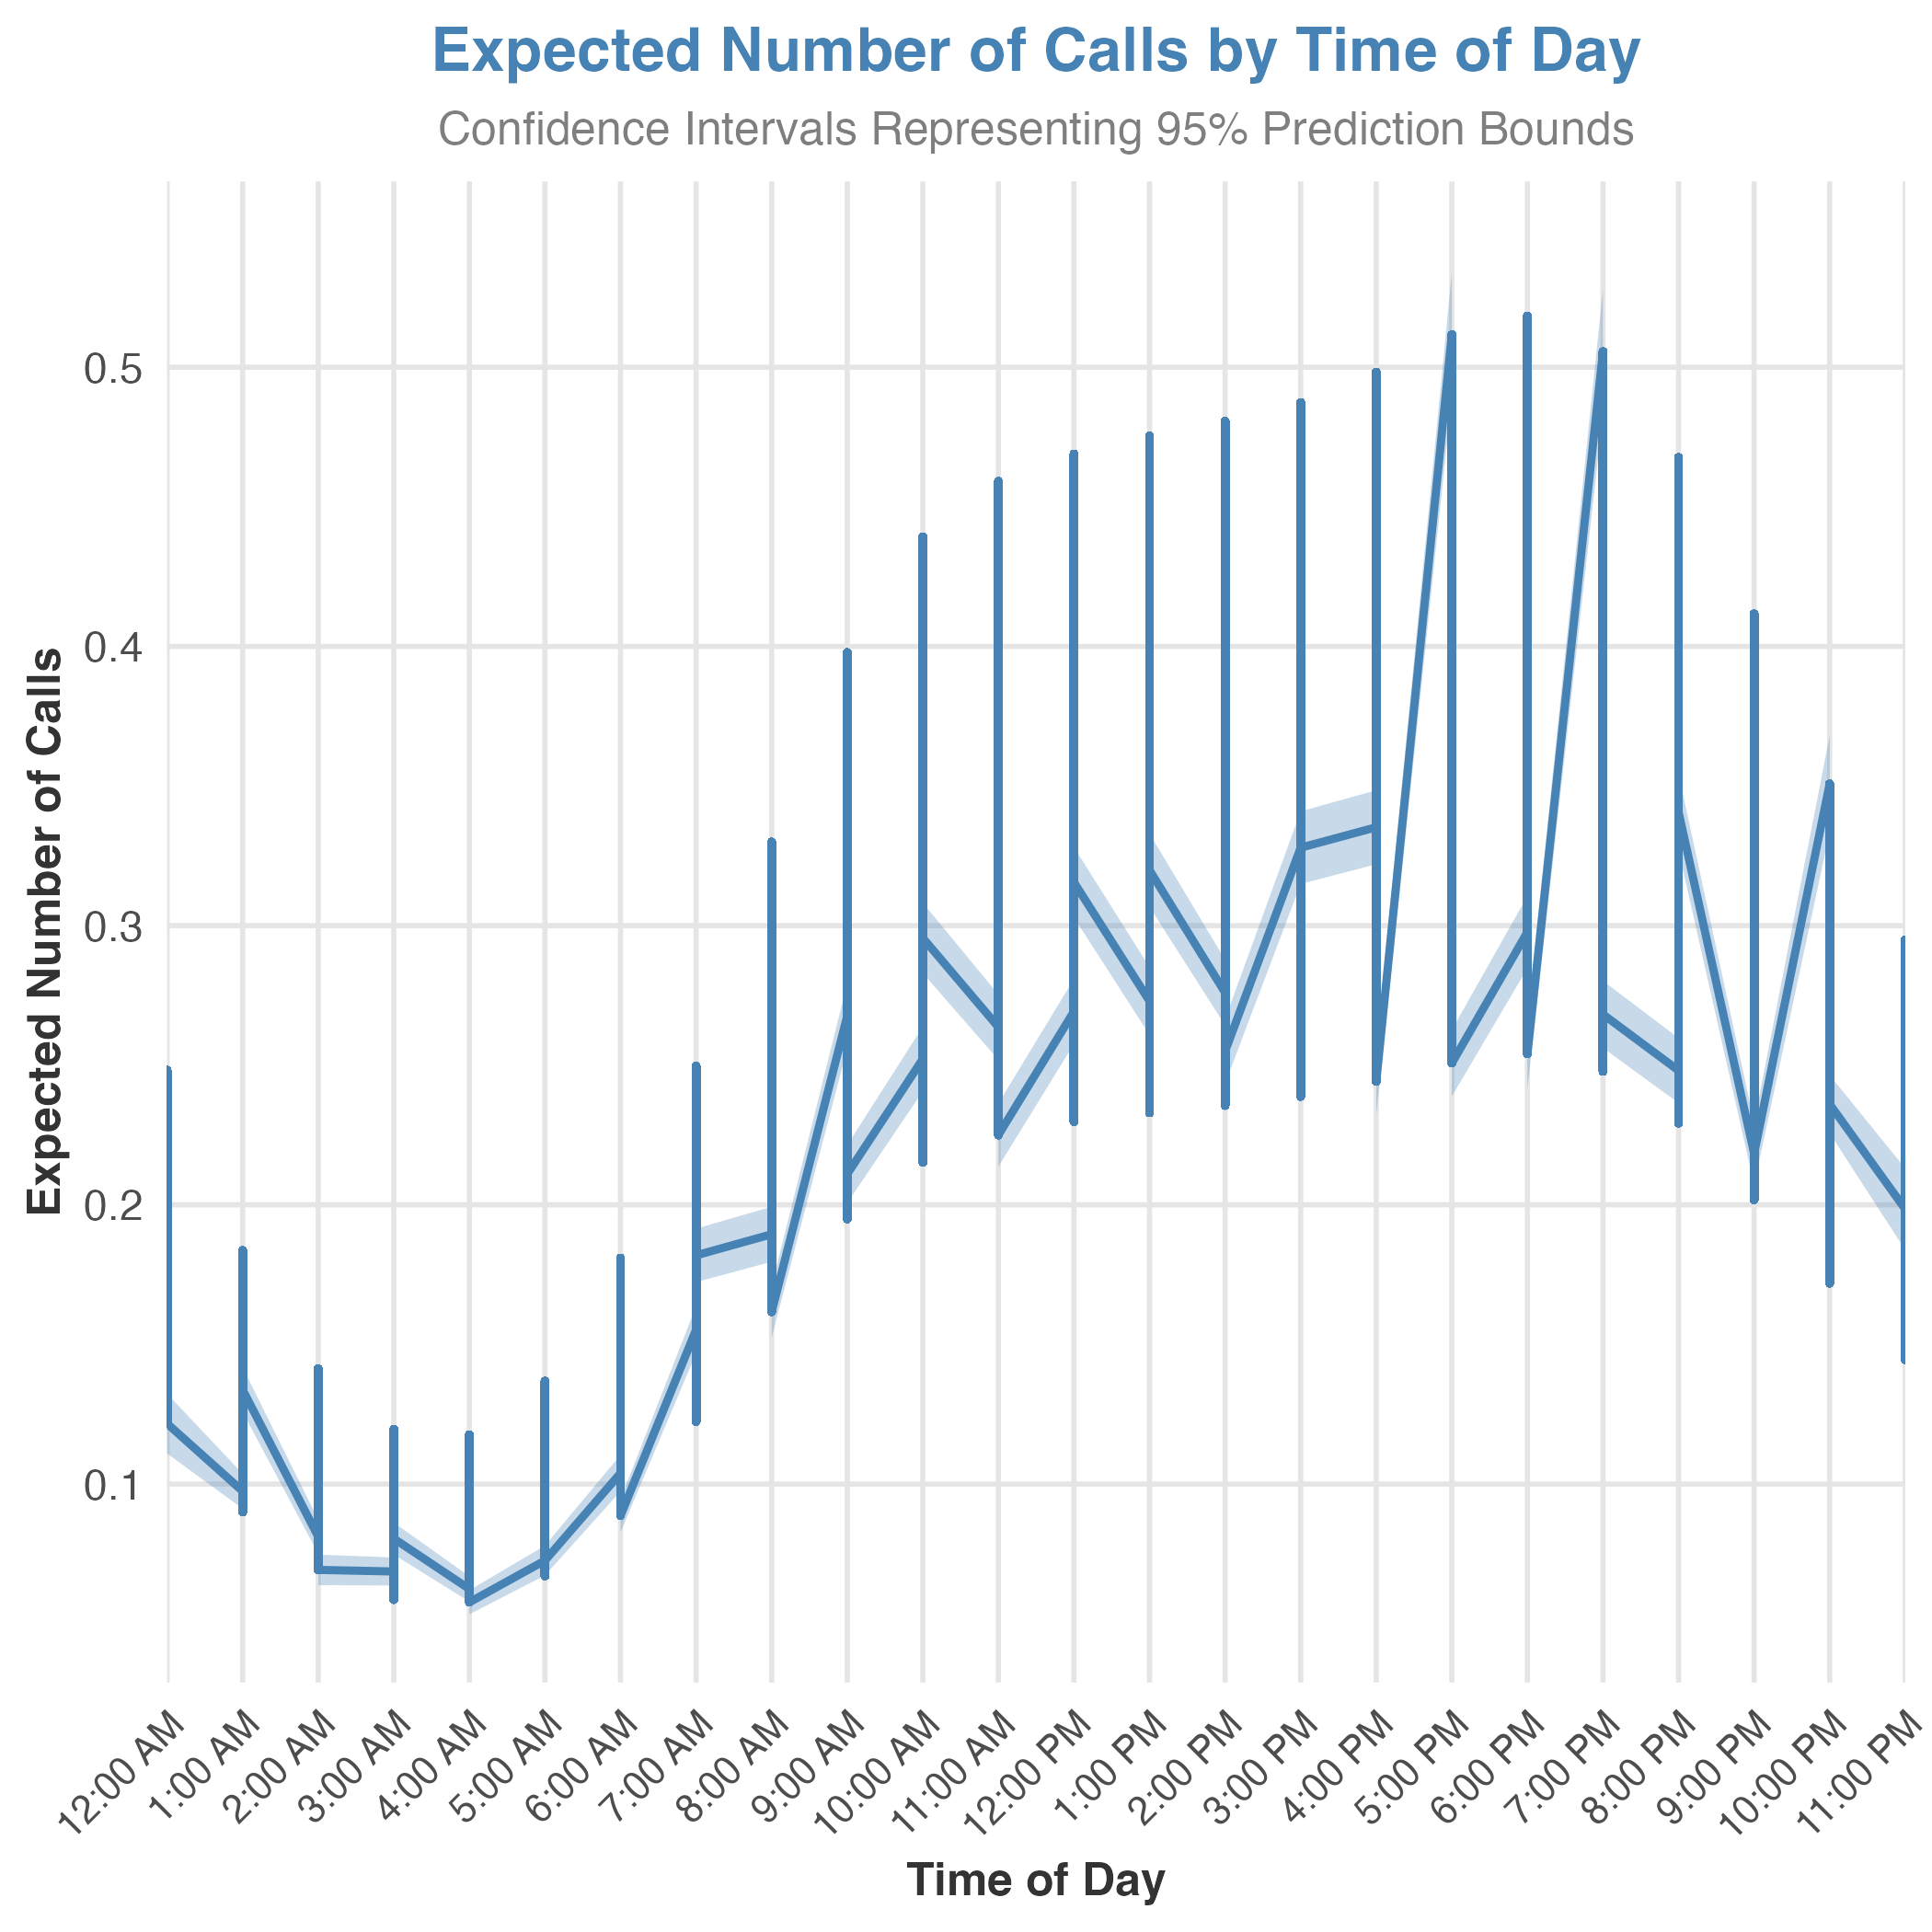 Expected Number of Calls by Time of Day
Confidence Intervals Representing 95% Prediction Bounds
Expected Number of Calls
0.5
0.4
0.3
0.2
0.1
12:00 AM
1:00 AM
2:00 AM
3:00 AM
4:00 AM
5:00 AM
6:00 AM
7:00 AM
8:00 AM
9:00 AM
10:00 AM
11:00 AM
12:00 PM
1:00 PM
2:00 PM
3:00 PM
4:00 PM
5:00 PM
6:00 PM
7:00 PM
8:00 PM
9:00 PM
10:00 PM
11:00 PM
Time of Day